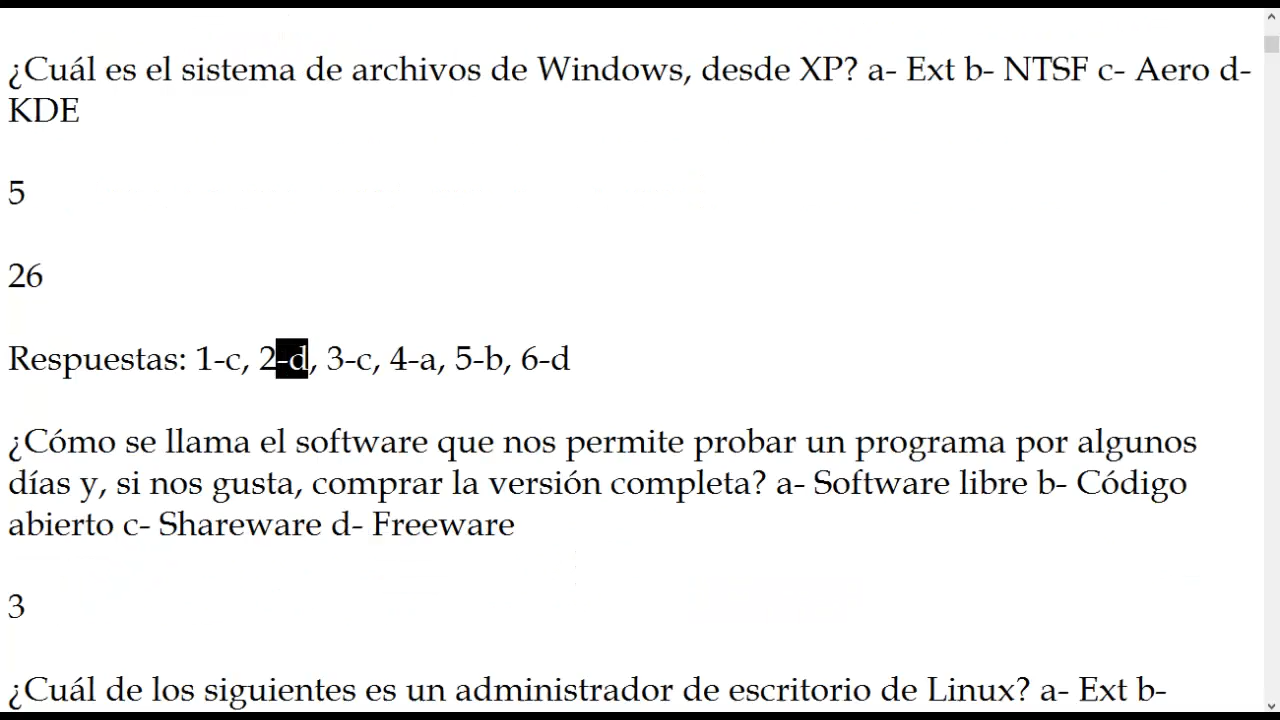 ¿Cuál es el sistema de archivos de Windows, desde XP? a- Ext b- NTSF c- Aero d-
KDE
5
26
Respuestas: 1-c, 2-d, 3-c, 4-a, 5-b, 6-d
¿Cómo se llama el software que nos permite probar un programa por algunos
días y, si nos gusta, comprar la versión completa? a- Software libre b- Código
abierto c- Shareware d- Freeware
3
¿Cuál de los siguientes es un administrador de escritorio de Linux? a- Ext b-